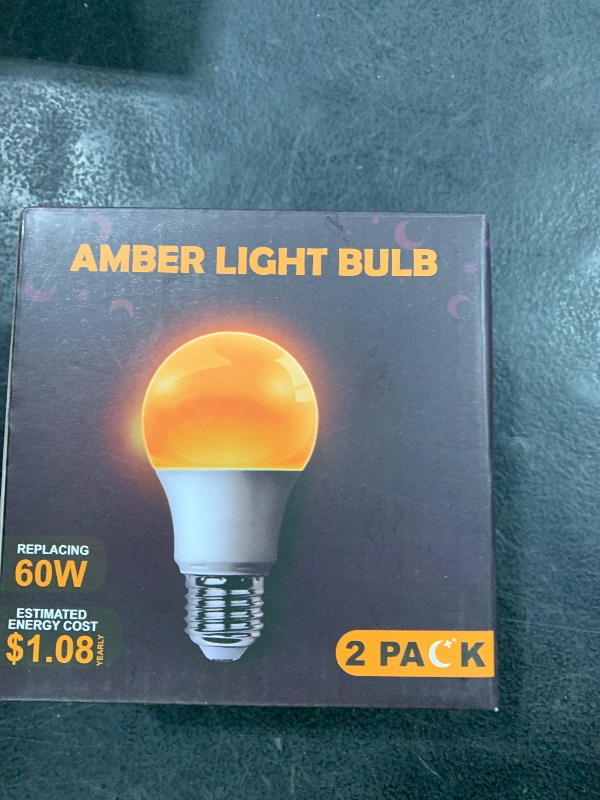 AMBER LIGHT BULB
REPLACING
60W
ESTIMATED
ENERGY COST
$1.08 YEARLY
2 PACK